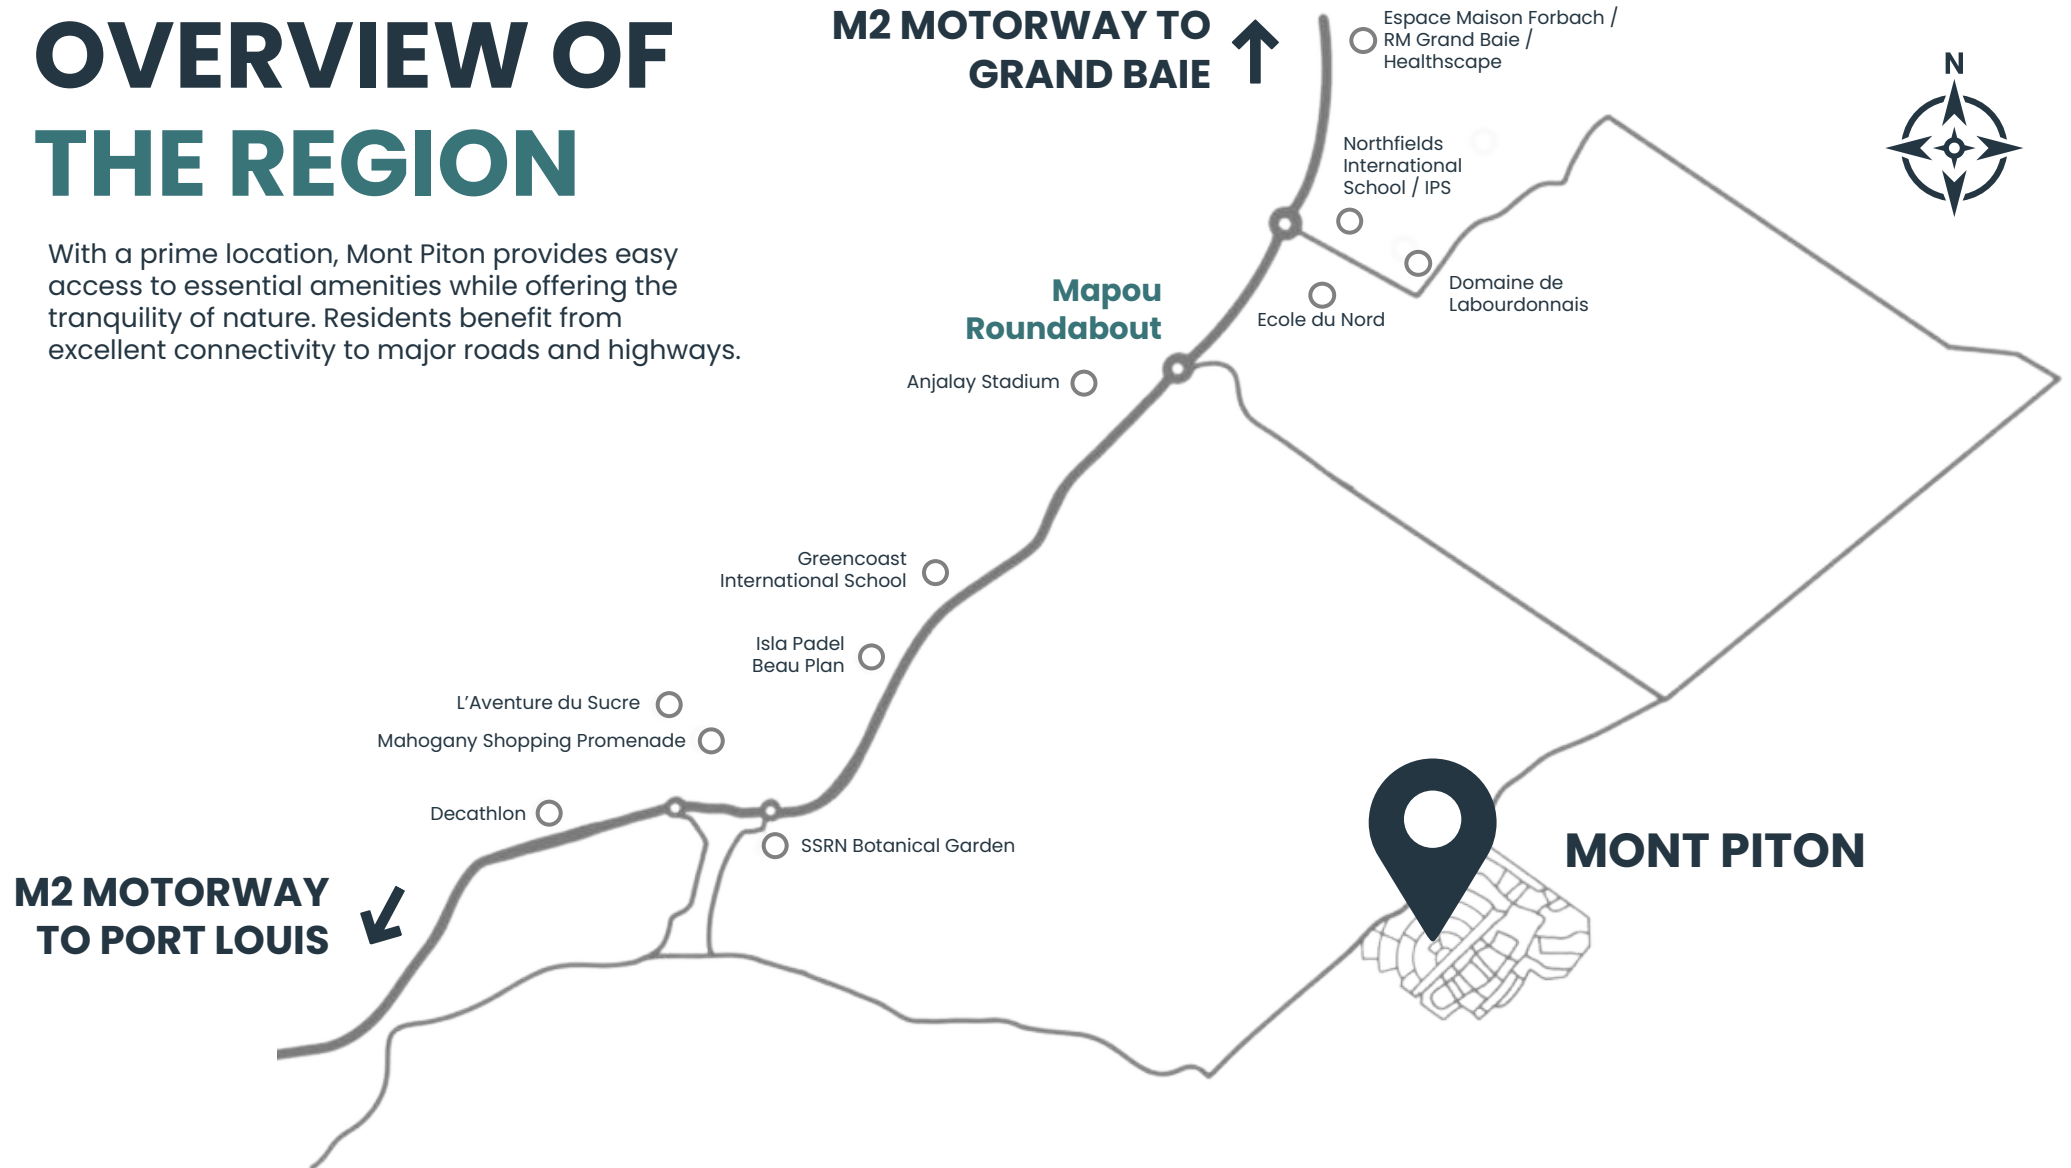 OVERVIEW OF
THE REGION
With a prime location, Mont Piton provides easy
access to essential amenities while offering the
tranquility of nature. Residents benefit from
excellent connectivity to major roads and highways.
M2 MOTORWAY TO
GRAND BAIE
Espace Maison Forbach /
RM Grand Baie /
Healthscape
N
Northfields
International
School / IPS
Domaine de
Labourdonnais
Ecole du Nord
Mapou
Roundabout
Anjalay Stadium
Greencoast
International School
Isla Padel
Beau Plan
L’Aventure du Sucre
Mahogany Shopping Promenade
Decathlon
SSRN Botanical Garden
MONT PITON
M2 MOTORWAY
TO PORT LOUIS